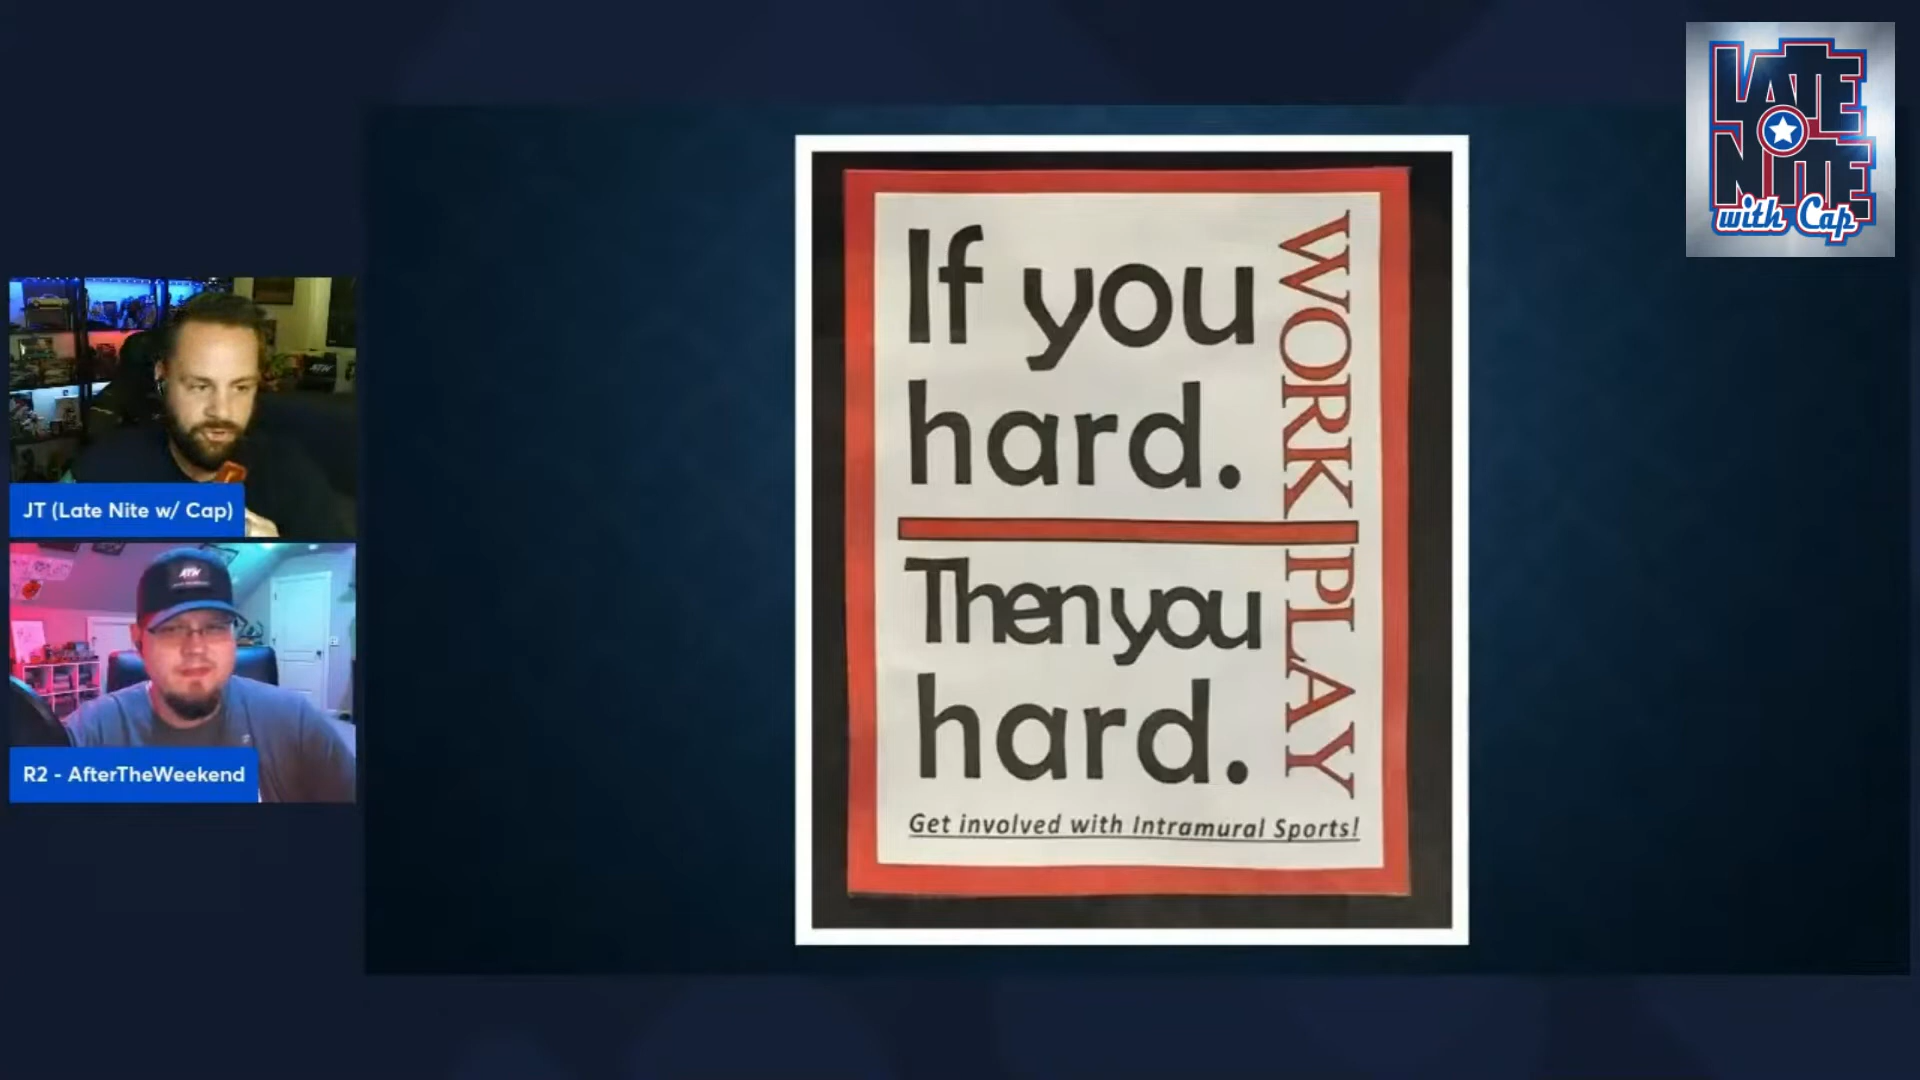 LATE
NITE
with Cap
If you
hard.
WORK
Then you
hard.
PLAY
Get involved with Intramural Sports!
JT (Late Nite w/ Cap)
ATW
R2 - AfterTheWeekend